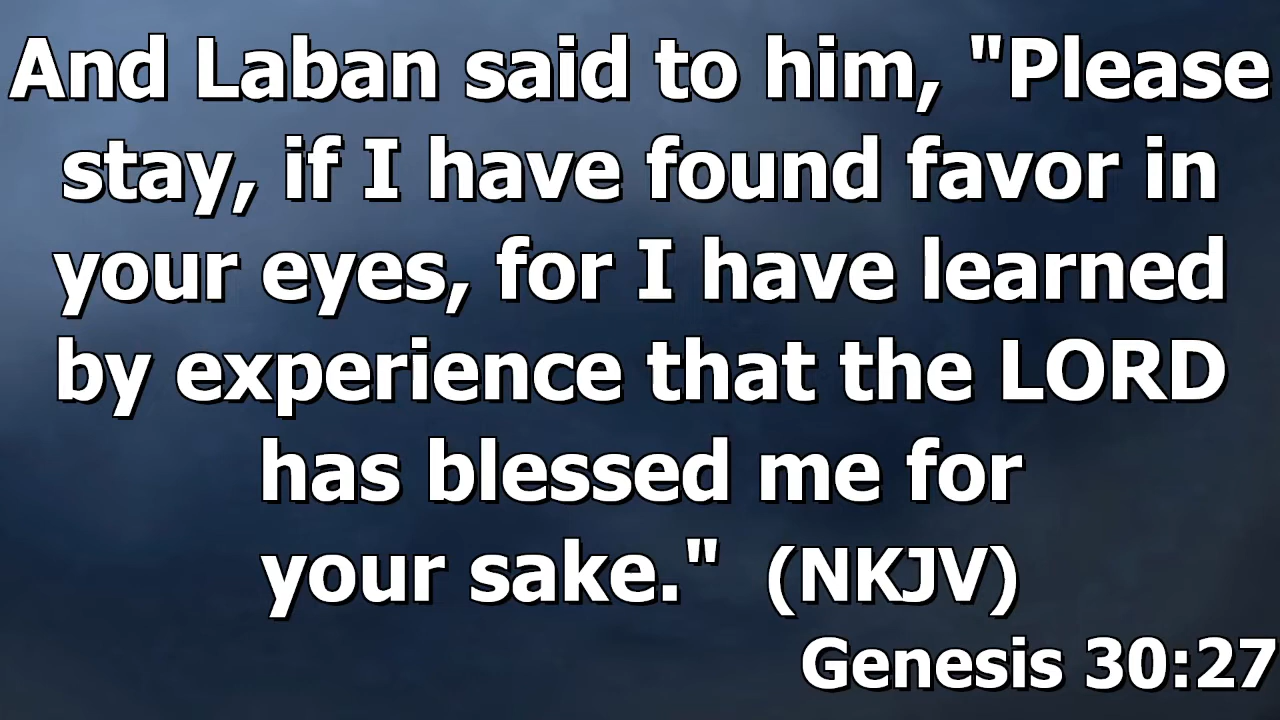 And Laban said to him, "Please
stay, if I have found favor in
your eyes, for I have learned
by experience that the LORD
has blessed me for
your sake." (NKJV)
Genesis 30:27